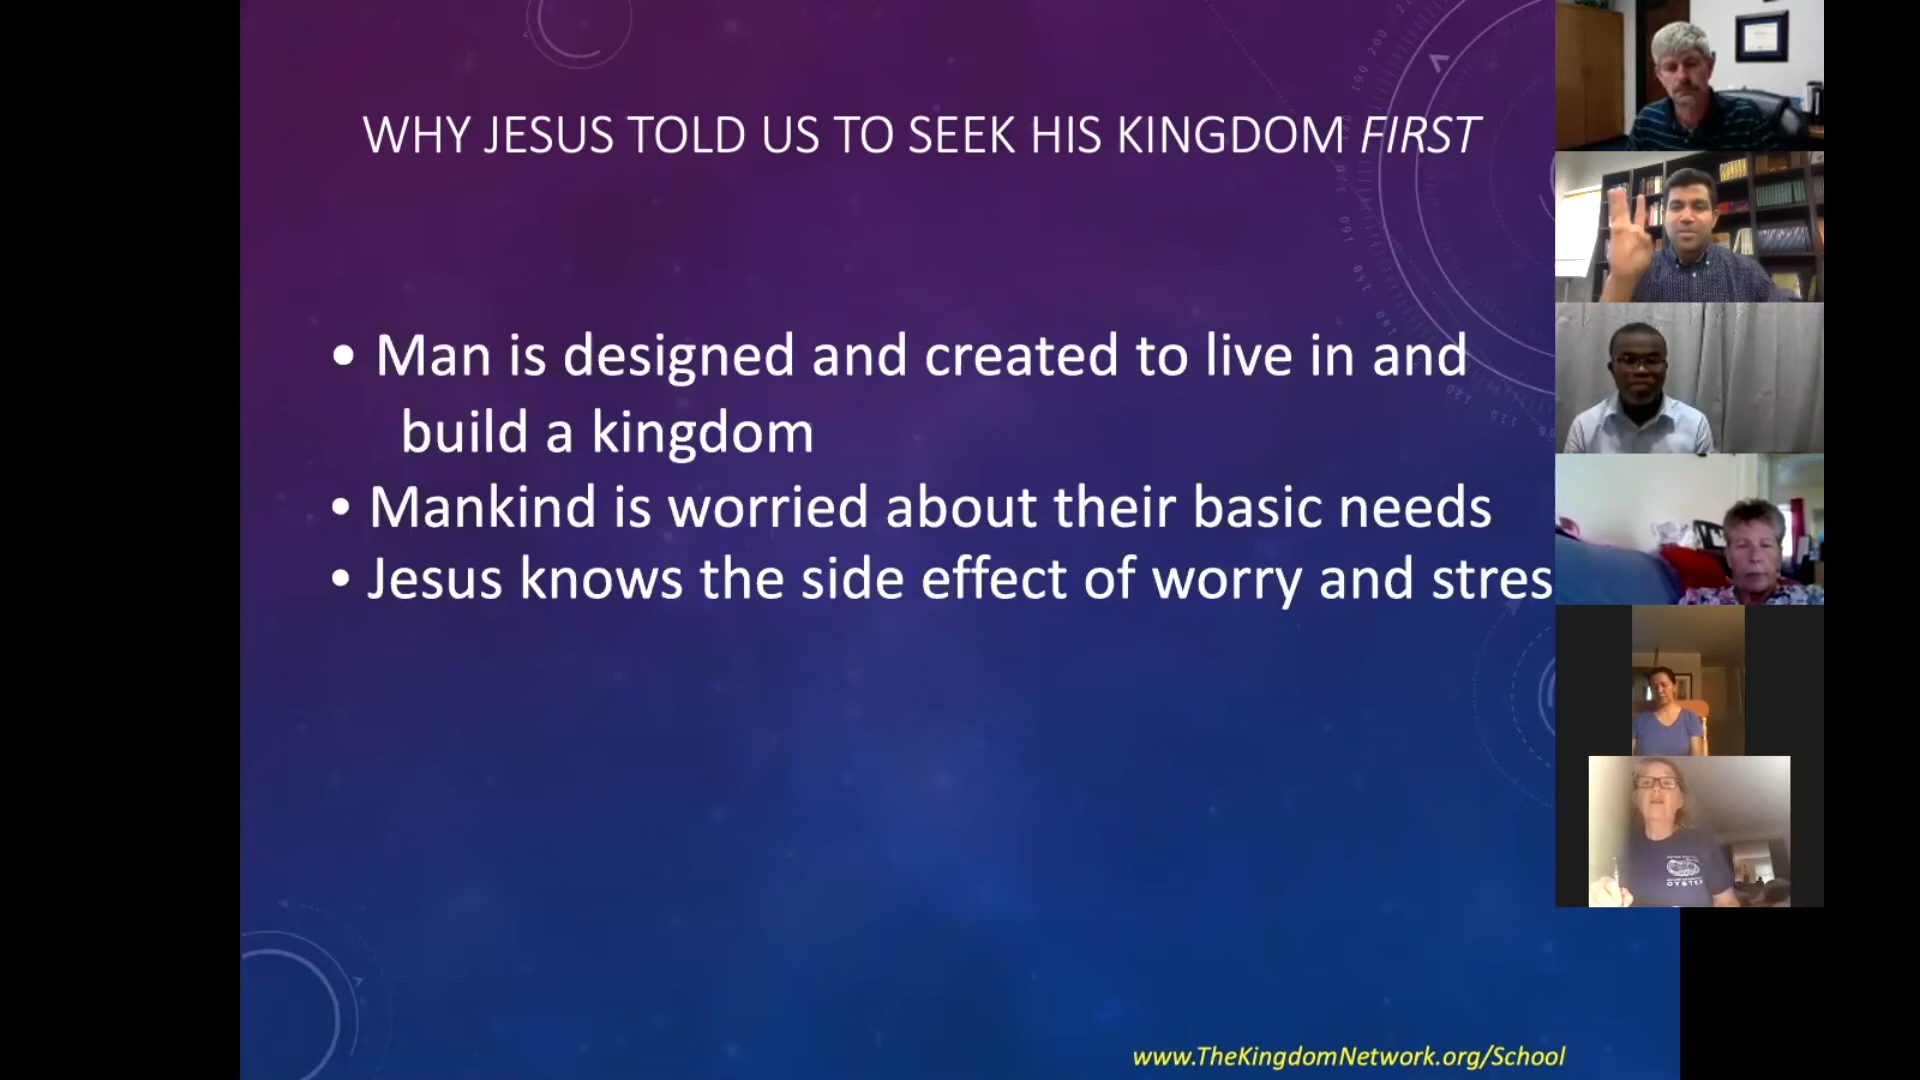 WHY JESUS TOLD US TO SEEK HIS KINGDOM FIRST
• Man is designed and created to live in and
build a kingdom
• Mankind is worried about their basic needs
• Jesus knows the side effect of worry and stres
www.TheKingdomNetwork.org/School